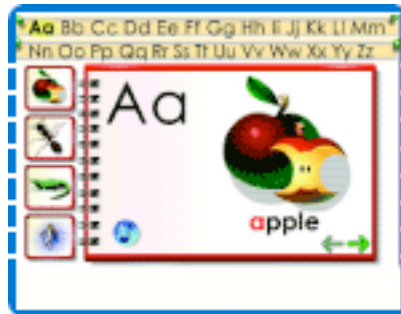 Aa Bb Cc Dd Ee Ff Gg Hh Ii Jj Kk Ll Mm
Nn Oo Pp Qq Rr Ss Tt Uu Vv Ww Xx Yy Zz
Aa
apple